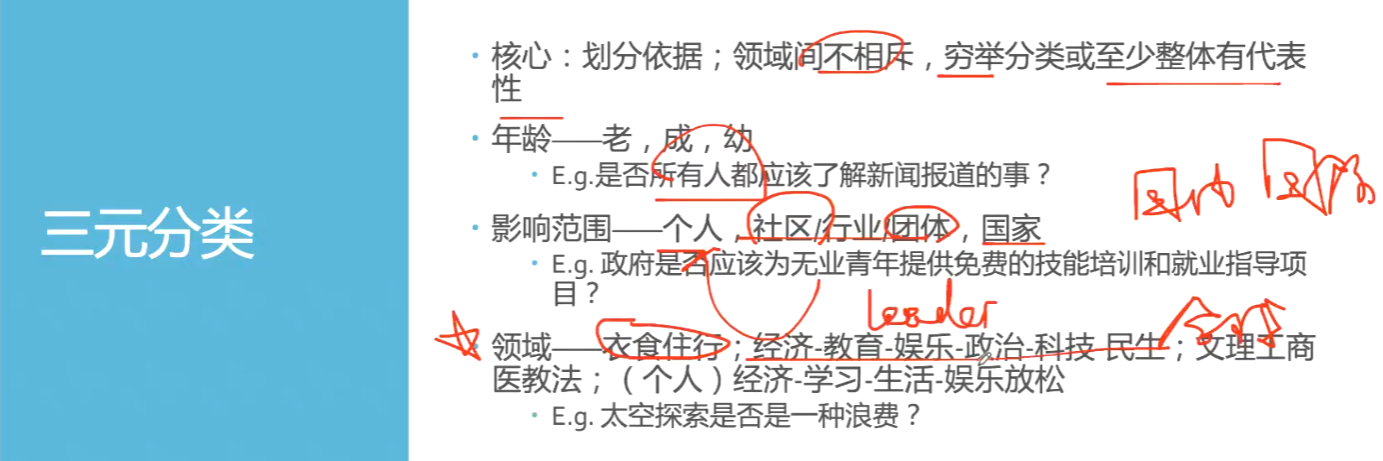 三元分类
核心：划分依据；领域间不相斥，穷举分类或至少整体有代表
性
年龄——老，成，幼
E.g.是否所有人都应该了解新闻报道的事？
影响范围——个人，社区/行业/团体，国家
E.g. 政府是否应该为无业青年提供免费的技能培训和就业指导项
目？
leader
领域——衣食住行；经济-教育-娱乐-政治-科技-民生；文理工商
医教法；（个人）经济-学习-生活-娱乐放松
E.g. 太空探索是否是一种浪费？